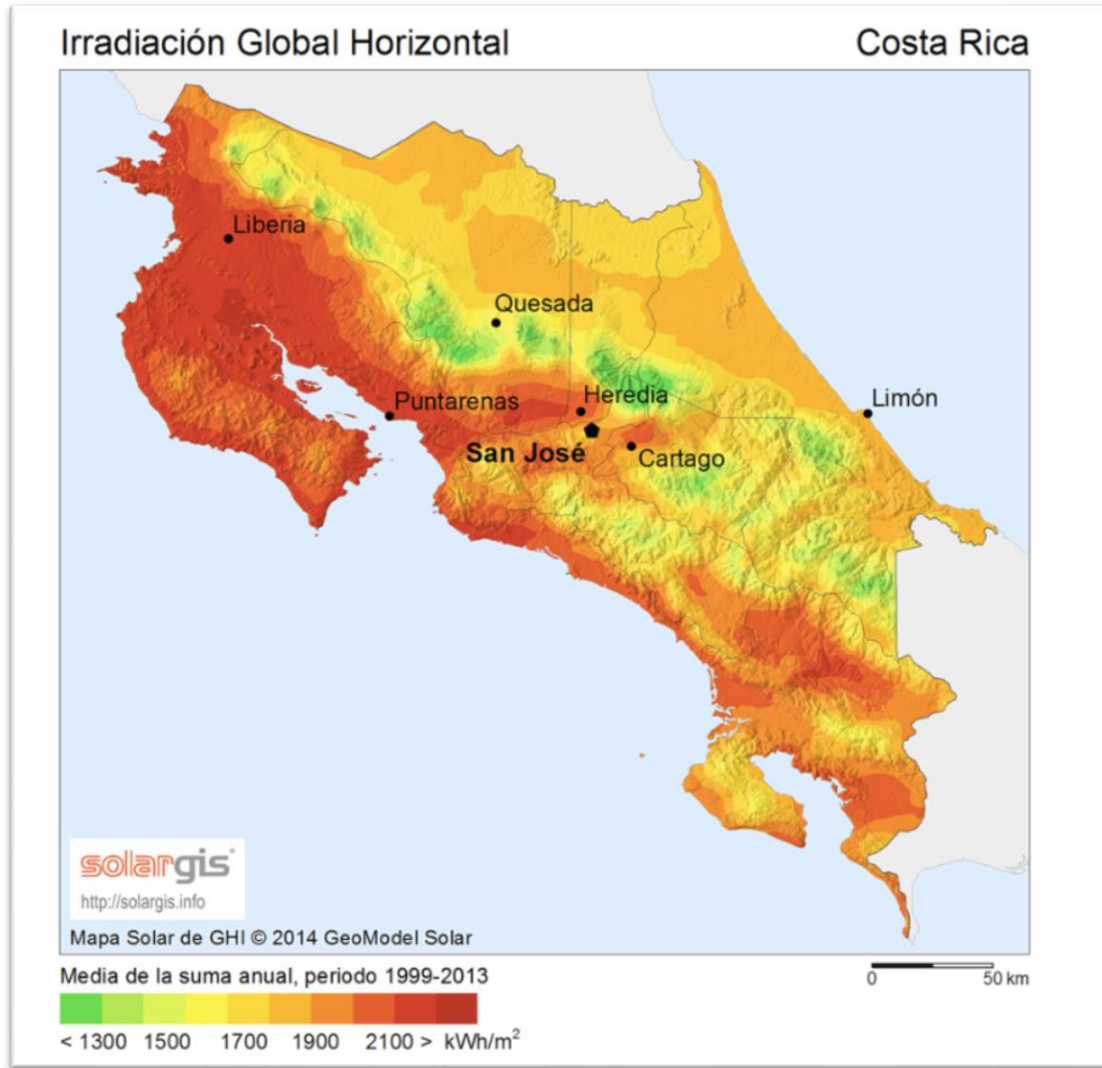 Irradiación Global Horizontal
Costa Rica
Liberia
Quesada
Puntarenas
Heredia
Limón
San José
Cartago
solargis
http://solargis.info
Mapa Solar de GHI © 2014 GeoModel Solar
Media de la suma anual, periodo 1999-2013
0 50 km
< 1300 1500 1700 1900 2100 > kWh/m²